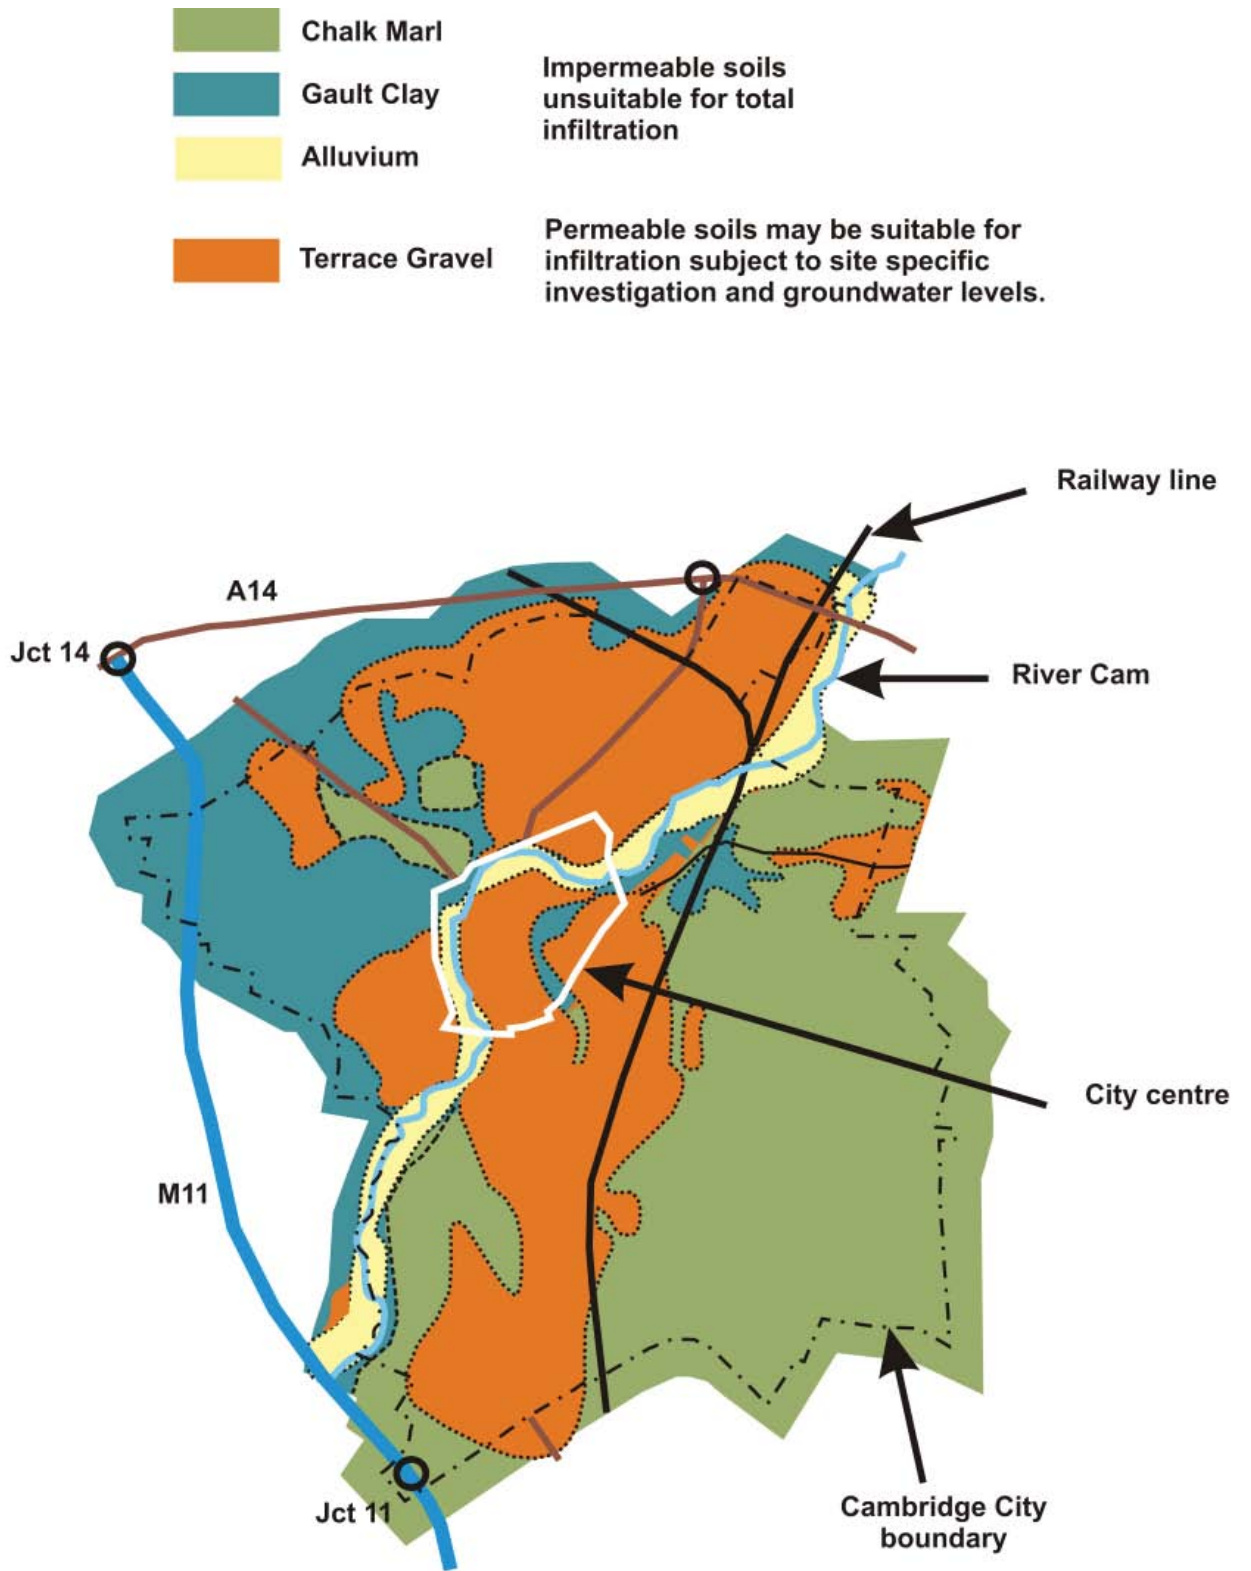 Chalk Marl
Gault Clay
Impermeable soils
unsuitable for total
infiltration
Alluvium
Terrace Gravel
Permeable soils may be suitable for
infiltration subject to site specific
investigation and groundwater levels.
Railway line
A14
Jct 14
River Cam
City centre
M11
Jct 11
Cambridge City
boundary